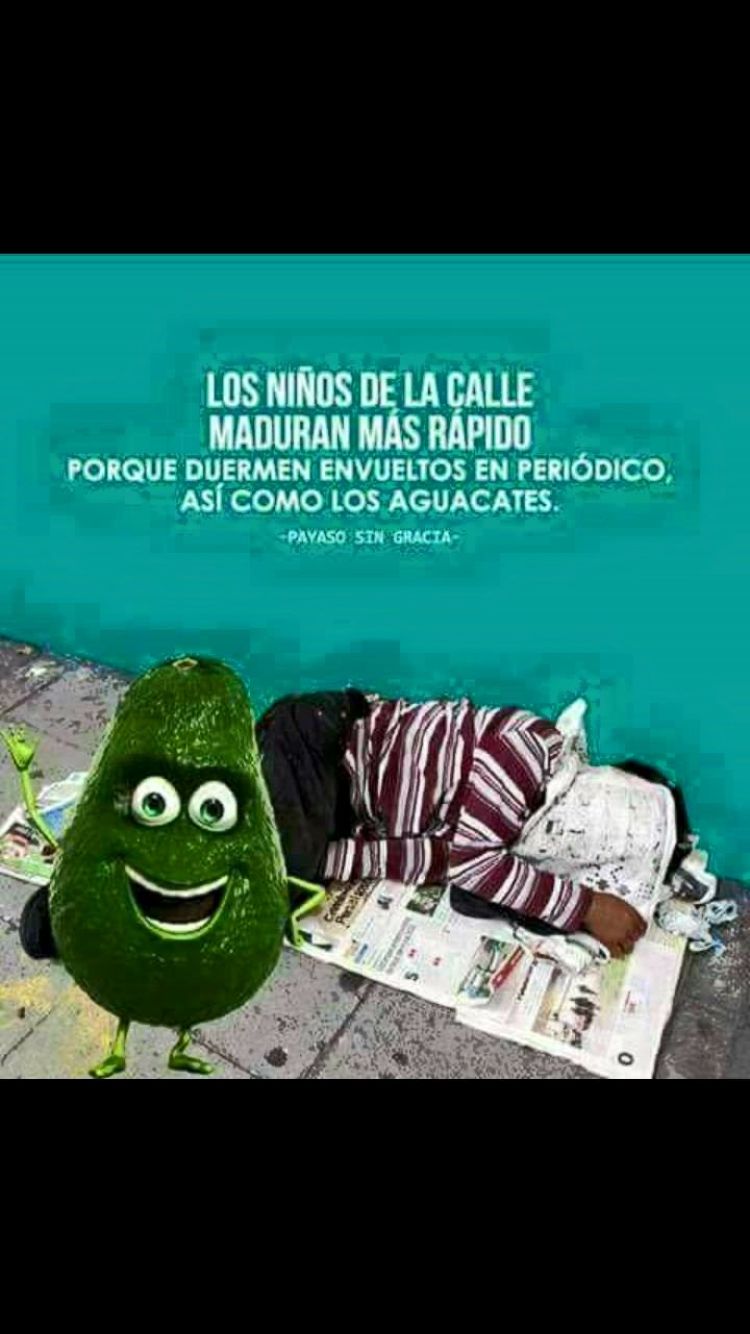 LOS NIÑOS DE LA CALLE
MADURAN MÁS RÁPIDO
PORQUE DUERMEN ENVUELTOS EN PERIÓDICO,
ASÍ COMO LOS AGUACATES.
-PAYASO SIN GRACIA-